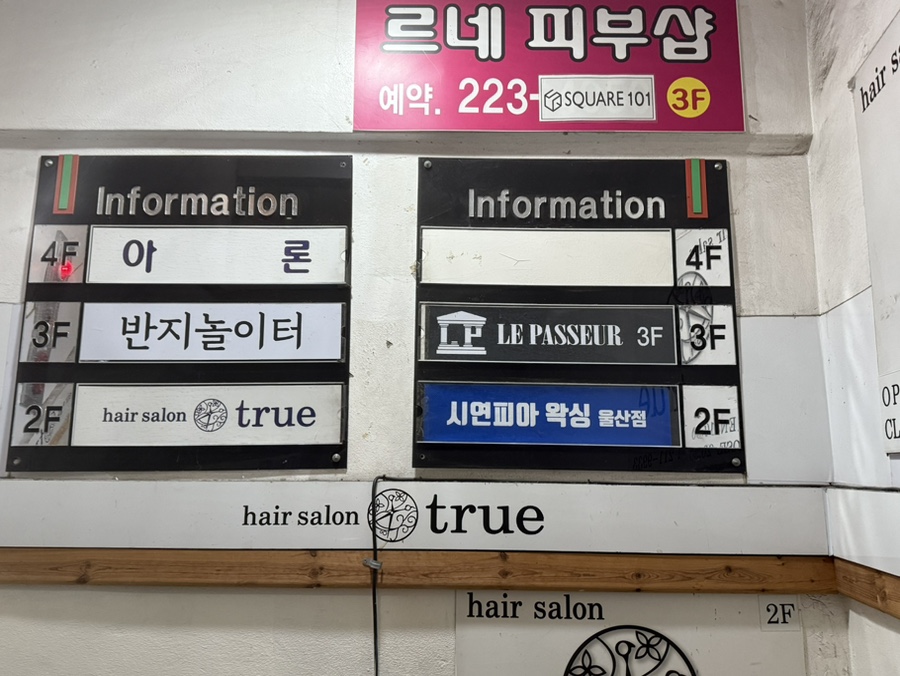 르네 피부샵
예약. 223-
SQUARE 101
3F
Information
4F 아 론
3F 반지놀이터
2F hair salon true
Information
4F
LE PASSEUR 3F 3F
시연피아 왁싱 울산점 2F
hair salon true
hair salon
2F
hair
OP
CL